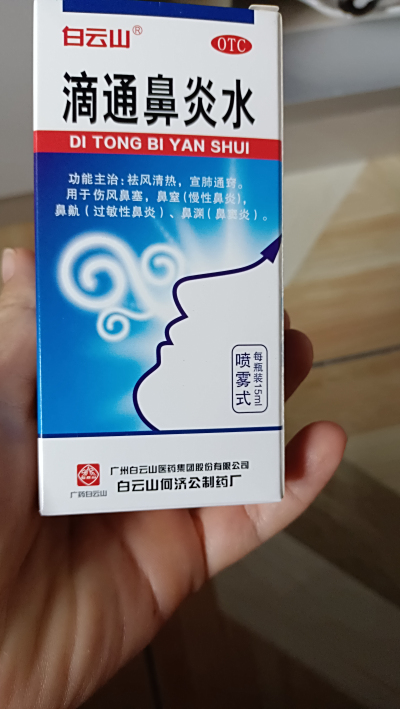 白云山®
OTC
滴通鼻炎水
DI TONG BI YAN SHUI
功能主治：祛风清热，宣肺通窍。
用于伤风鼻塞，鼻窒（慢性鼻炎），
鼻鼽（过敏性鼻炎）、鼻渊（鼻窦炎）。
喷雾式
每瓶装15ml
广药白云山
广州白云山医药集团股份有限公司
白云山何济公制药厂